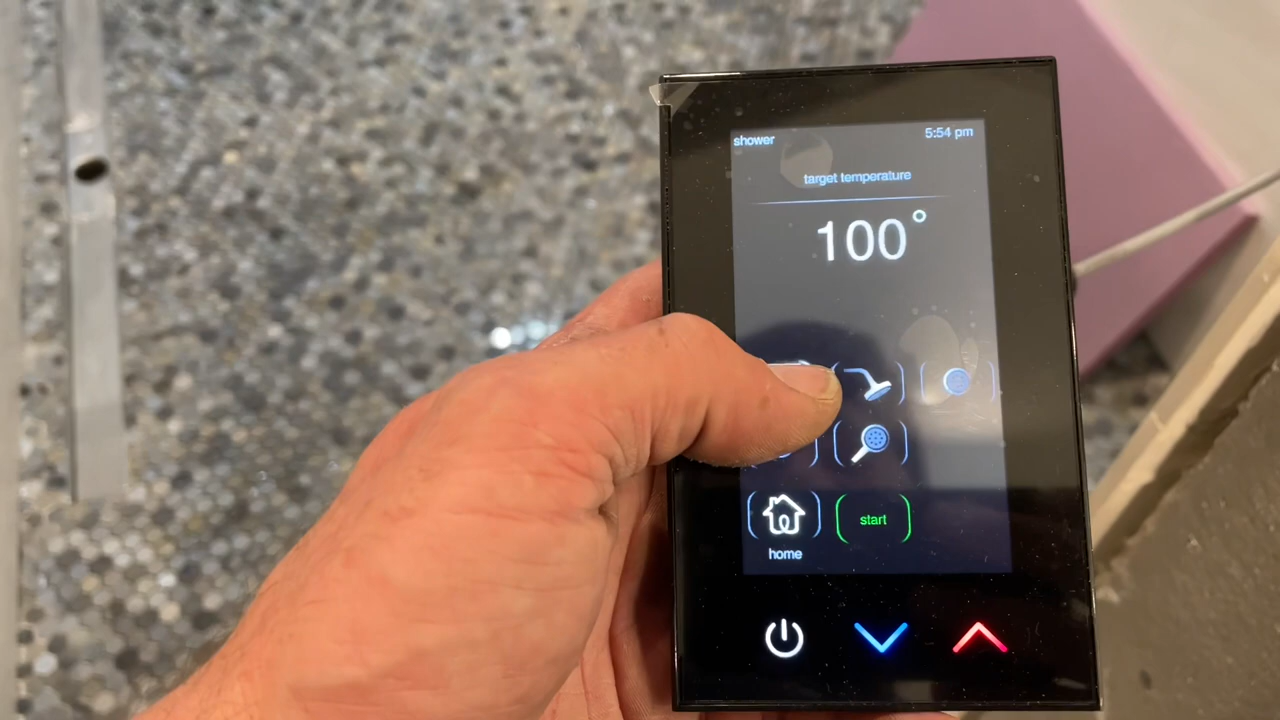 shower
5:54 pm
target temperature
100°
start
home